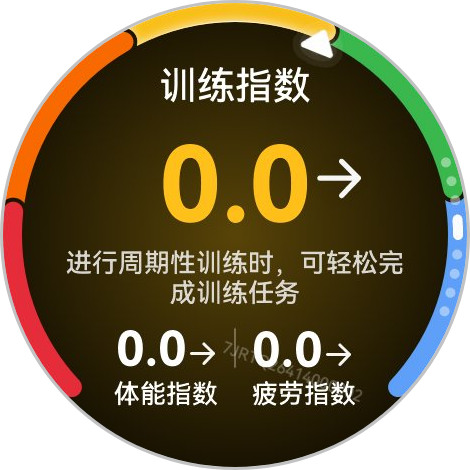 训练指数
0.0→
进行周期性训练时，可轻松完
成训练任务
0.0→ 0.0→
体能指数 疲劳指数